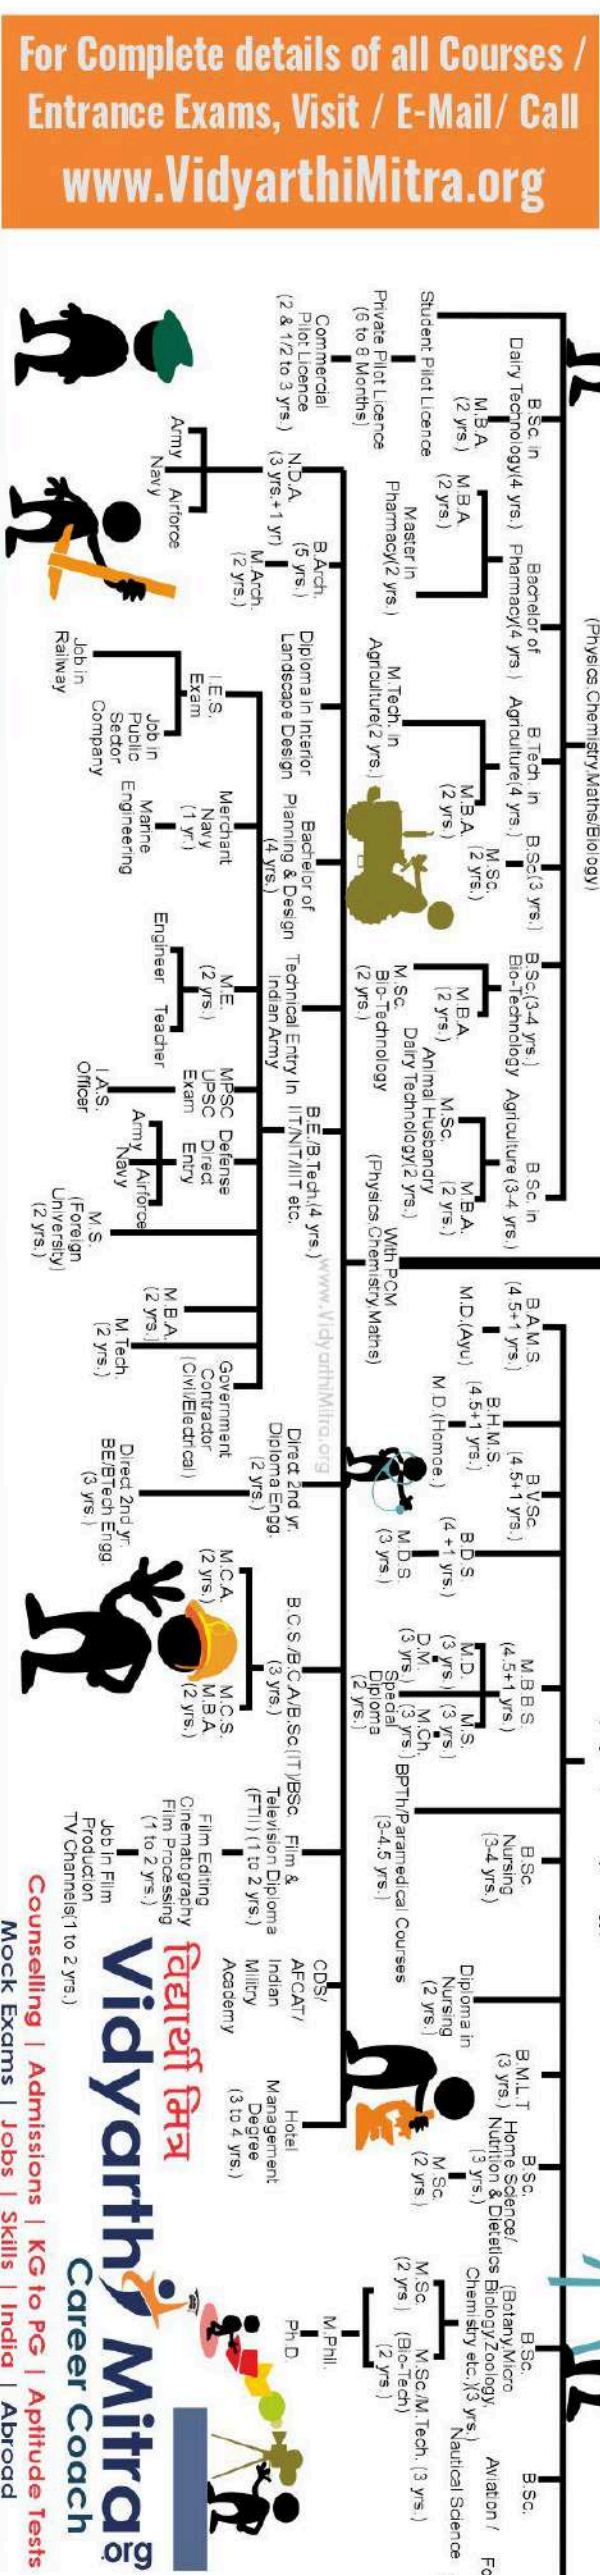 For Complete details of all Courses /
Entrance Exams, Visit / E-Mail/ Call
www.VidyarthiMitra.org
(Physics,Chemistry,Maths/Biology)
B.Sc. in
Dairy Technology(4 yrs.)
M.B.A.
(2 yrs.)
Bachelor of
Pharmacy(4 yrs.)
M.B.A.
(2 yrs.)
Master in
Pharmacy(2 yrs.)
B.Tech. in
Agriculture(4 yrs.)
M.Tech. in
Agriculture(2 yrs.)
M.B.A.
(2 yrs.)
B.Sc.(3 yrs.)
M.Sc.
(2 yrs.)
B.Sc.(3-4 yrs.)
Bio-Technology
M.B.A.
(2 yrs.)
M.Sc.
Bio-Technology
(2 yrs.)
B.Sc. in
Agriculture (3-4 yrs.)
M.B.A.
(2 yrs.)
M.Sc.
Animal Husbandry
Dairy Technology(2 yrs.)
Student Pilot Licence
Private Pilot Licence
(6 to 8 Months)
Commercial
Pilot Licence
(2 & 1/2 to 3 yrs.)
With PCM
(Physics,Chemistry,Maths)
N.D.A.
(3 yrs.+1 yr)
Army
Navy
Airforce
B.Arch.
(5 yrs.)
M.Arch.
(2 yrs.)
Diploma in Interior
Landscape Design
Bachelor of
Planning & Design
(4 yrs.)
Technical Entry In
Indian Army
B.E./B.Tech.(4 yrs.)
IIT/NIT/IIIT etc.
www.VidyarthiMitra.org
I.E.S.
Exam
Job in
Railway
Job in
Public
Sector
Company
Merchant
Navy
(1 yr.)
Marine
Engineering
M.E.
(2 yrs.)
Engineer
Teacher
MPSC
UPSC
Exam
I.A.S.
Officer
Defense
Direct
Entry
Army
Navy
Airforce
M.S.
(Foreign
University)
(2 yrs.)
M.B.A.
(2 yrs.)
M.Tech.
(2 yrs.)
Government
Contractor
(Civil/Electrical)
Direct 2nd yr.
Diploma Engg.
(2 yrs.)
Direct 2nd yr.
BE/BTech Engg.
(3 yrs.)
B.C.S./B.C.A/B.Sc.(IT)/BSc.
(3 yrs.)
M.C.A.
(2 yrs.)
M.C.S.
M.B.A.
(2 yrs.)
Film &
Television Diploma
(FTII) (1 to 2 yrs.)
Film Editing
Cinematography
Film Processing
(1 to 2 yrs.)
Job in Film
Production
TV Channels(1 to 2 yrs.)
CDS/
AFCAT/
Indian
Militry
Academy
Hotel
Management
Degree
(3 to 4 yrs.)
B.A.M.S.
(4.5+1 yrs.)
M.D.(Ayu)
B.H.M.S.
(4.5+1 yrs.)
M.D.(Homoe.)
B.V.Sc.
(4.5+1 yrs.)
B.D.S.
(4+1 yrs.)
M.D.S.
(3 yrs.)
M.B.B.S.
(4.5+1 yrs.)
M.D.
(3 yrs.)
D.M.
(3 yrs.)
M.S.
(3 yrs.)
M.Ch.
(3 yrs.)
Special
Diploma
(2 yrs.)
BPTh/Paramedical Courses
(3-4.5 yrs.)
B.Sc.
Nursing
(3-4 yrs.)
Diploma in
Nursing
(2 yrs.)
B.M.L.T
(3 yrs.)
B.Sc.
Home Science/
Nutrition & Dietetics
(3 yrs.)
M.Sc.
(2 yrs.)
B.Sc.
(Botany,Micro
Biology,Zoology,
Chemistry etc.)(3 yrs.)
M.Sc.
(2 yrs.)
M.Sc./M.Tech. (3 yrs.)
(Bio-Tech)
(2 yrs.)
M.Phil.
Ph D.
B.Sc.
Aviation /
Nautical Science
Fo
विद्यार्थी मित्र
Vidyarthi Mitra.org
Career Coach
Counselling | Admissions | KG to PG | Aptitude Tests
Mock Exams | Jobs | Skills | India | Abroad